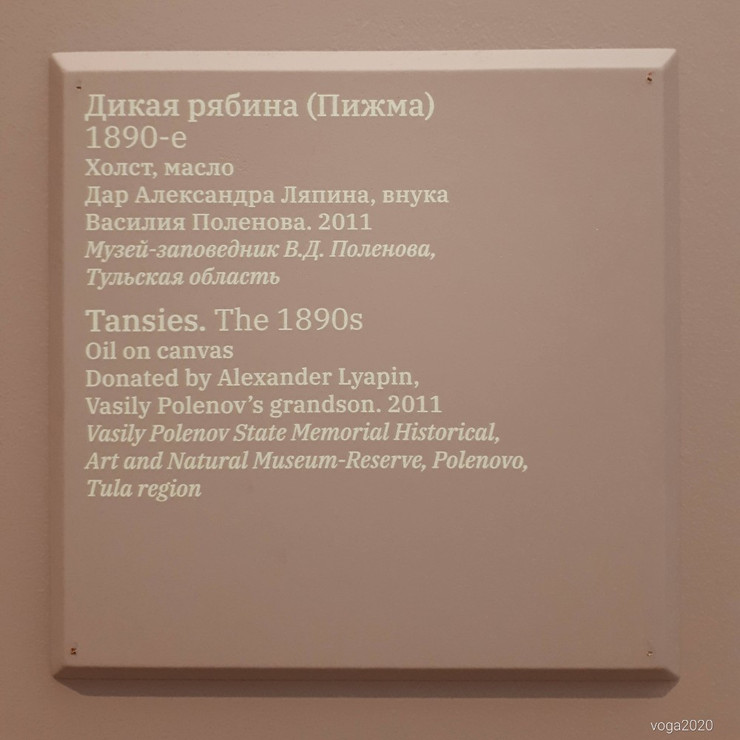 Дикая рябина (Пижма)
1890-е
Холст, масло
Дар Александра Ляпина, внука
Василия Поленова. 2011
Музей-заповедник В.Д. Поленова,
Тульская область
Tansies. The 1890s
Oil on canvas
Donated by Alexander Lyapin,
Vasily Polenov’s grandson. 2011
Vasily Polenov State Memorial Historical,
Art and Natural Museum-Reserve, Polenovo,
Tula region
voga2020